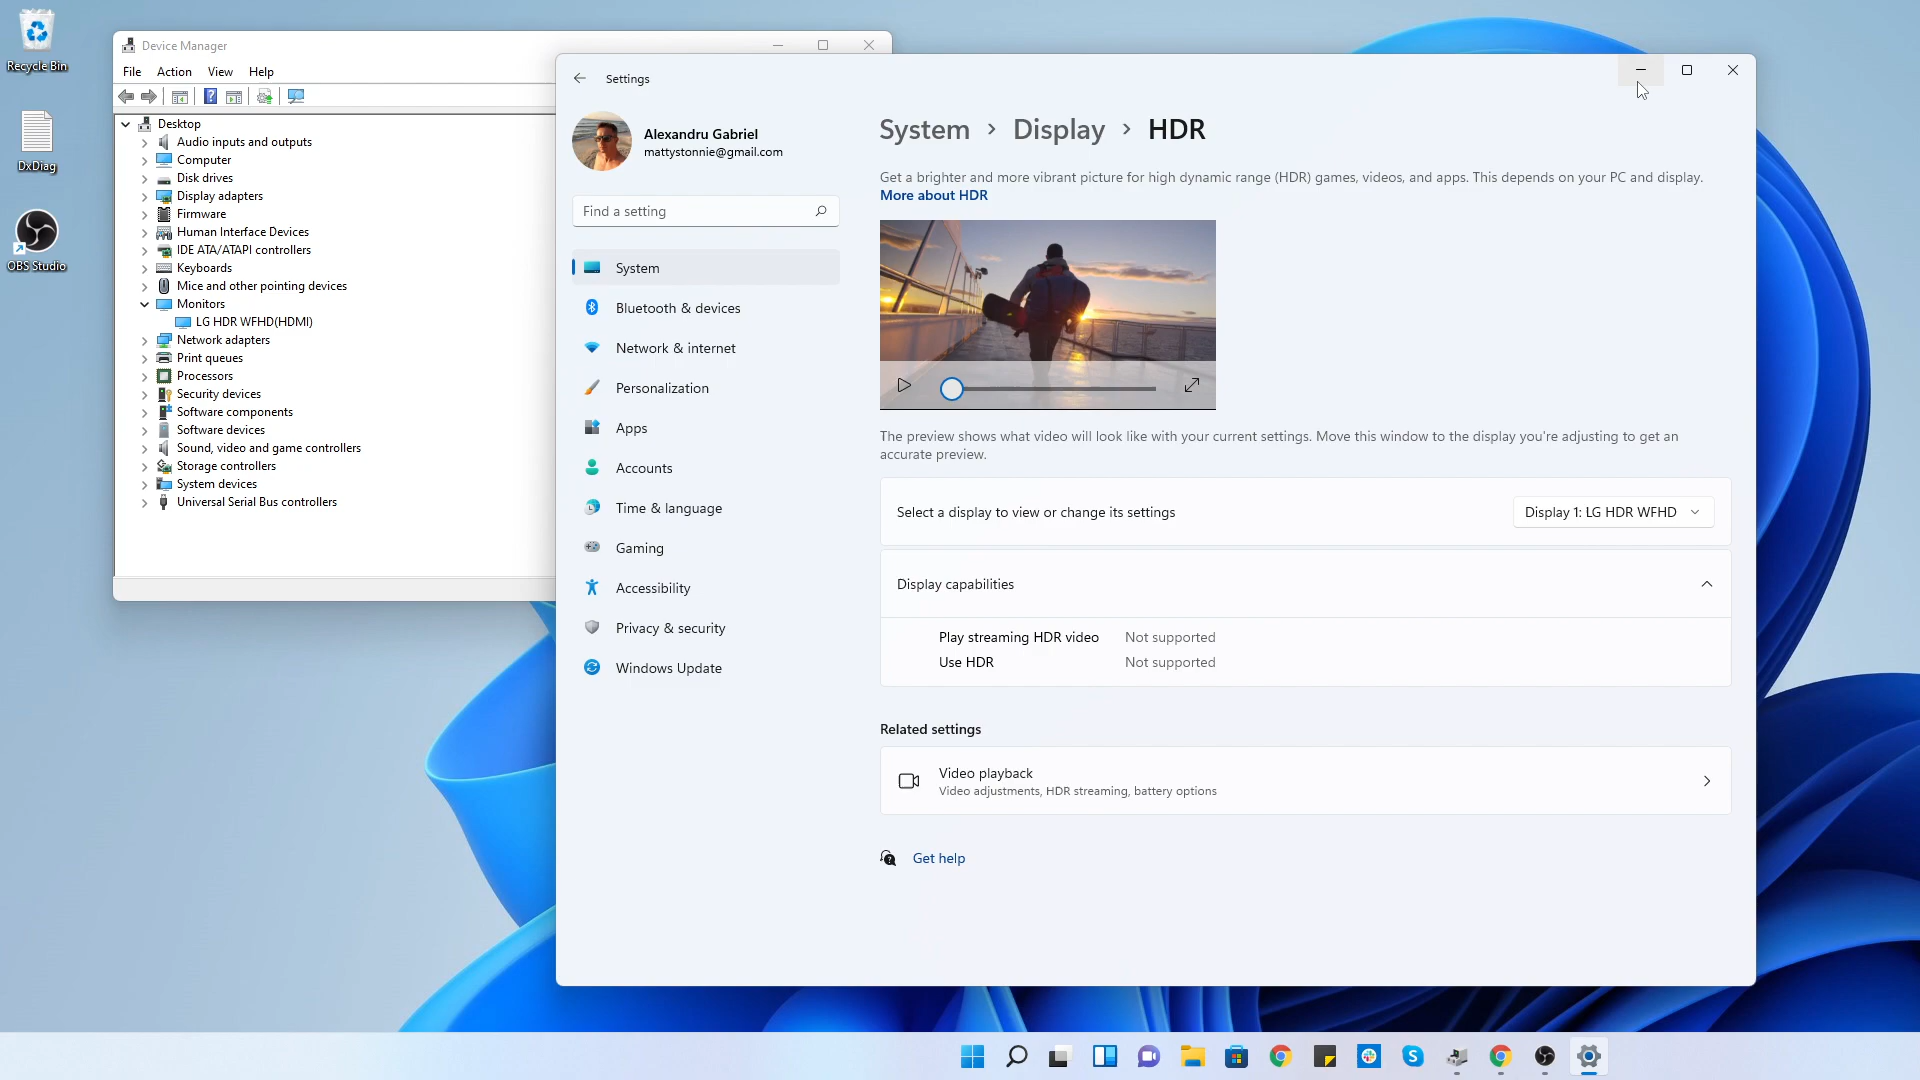 Recycle Bin
DxDiag
OBS Studio
Device Manager
File Action View Help
Desktop
Audio inputs and outputs
Computer
Disk drives
Display adapters
Firmware
Human Interface Devices
IDE ATA/ATAPI controllers
Keyboards
Mice and other pointing devices
Monitors
LG HDR WFHD(HDMI)
Network adapters
Print queues
Processors
Security devices
Software components
Software devices
Sound, video and game controllers
Storage controllers
System devices
Universal Serial Bus controllers
Settings
Alexandru Gabriel
mattystonnie@gmail.com
Find a setting
System
Bluetooth & devices
Network & internet
Personalization
Apps
Accounts
Time & language
Gaming
Accessibility
Privacy & security
Windows Update
System › Display › HDR
Get a brighter and more vibrant picture for high dynamic range (HDR) games, videos, and apps. This depends on your PC and display.
More about HDR
The preview shows what video will look like with your current settings. Move this window to the display you're adjusting to get an
accurate preview.
Select a display to view or change its settings
Display 1: LG HDR WFHD
Display capabilities
Play streaming HDR video Not supported
Use HDR Not supported
Related settings
Video playback
Video adjustments, HDR streaming, battery options
Get help